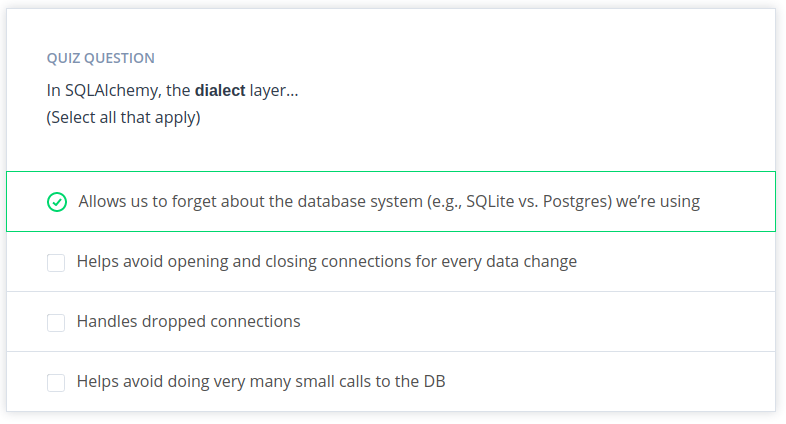 QUIZ QUESTION
In SQLAlchemy, the dialect layer...
(Select all that apply)
Allows us to forget about the database system (e.g., SQLite vs. Postgres) we’re using
Helps avoid opening and closing connections for every data change
Handles dropped connections
Helps avoid doing very many small calls to the DB